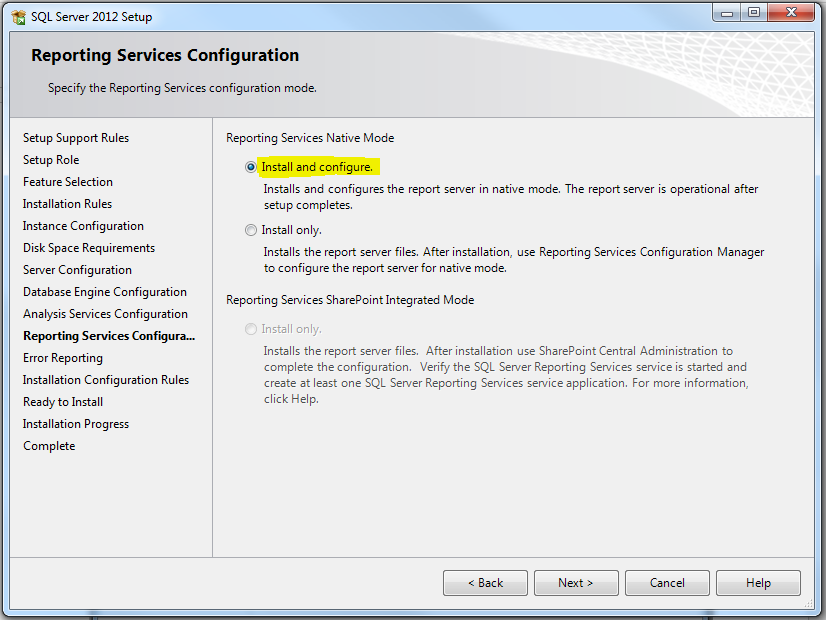 SQL Server 2012 Setup
Reporting Services Configuration
Specify the Reporting Services configuration mode.
Setup Support Rules
Setup Role
Feature Selection
Installation Rules
Instance Configuration
Disk Space Requirements
Server Configuration
Database Engine Configuration
Analysis Services Configuration
Reporting Services Configura...
Error Reporting
Installation Configuration Rules
Ready to Install
Installation Progress
Complete
Reporting Services Native Mode
Install and configure.
Installs and configures the report server in native mode. The report server is operational after
setup completes.
Install only.
Installs the report server files. After installation, use Reporting Services Configuration Manager
to configure the report server for native mode.
Reporting Services SharePoint Integrated Mode
Install only.
Installs the report server files.  After installation use SharePoint Central Administration to
complete the configuration.  Verify the SQL Server Reporting Services service is started and
create at least one SQL Server Reporting Services service application. For more information,
click Help.
< Back
Next >
Cancel
Help